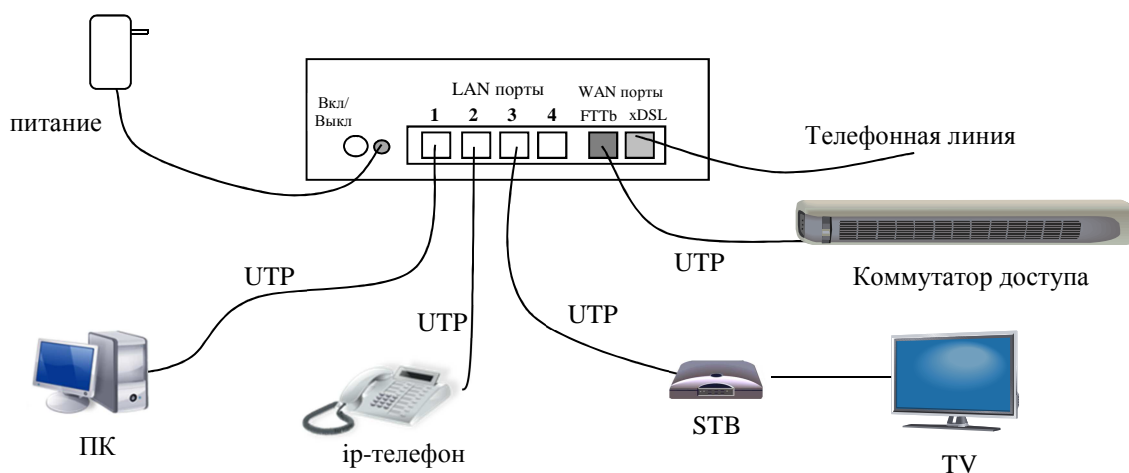 LAN порты
WAN порты
Вкл/
Выкл
1 2 3 4
FTTb xDSL
питание
Телефонная линия
UTP
UTP
UTP
UTP
Коммутатор доступа
ПК
ip-телефон
STB
TV